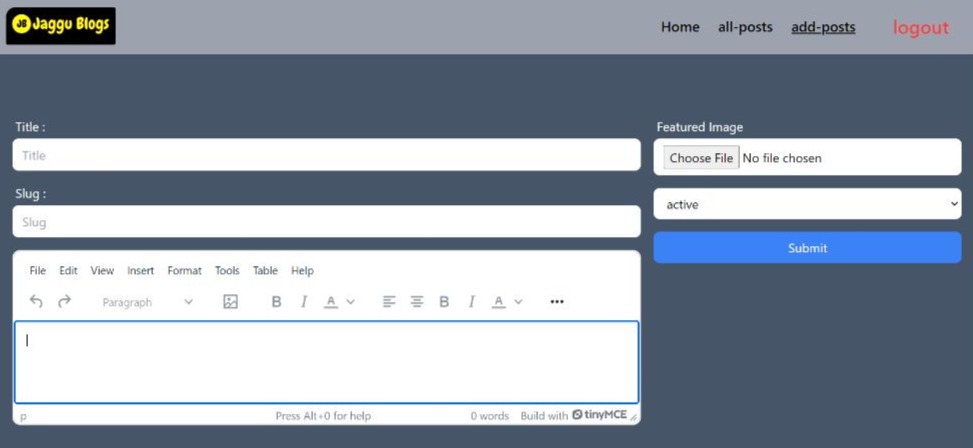 JB Jaggu Blogs
Home all-posts add-posts logout
Title :
Title
Slug :
Slug
File Edit View Insert Format Tools Table Help
Paragraph B I A B I A ...
p Press Alt+0 for help 0 words Build with tinyMCE
Featured Image
Choose File No file chosen
active
Submit